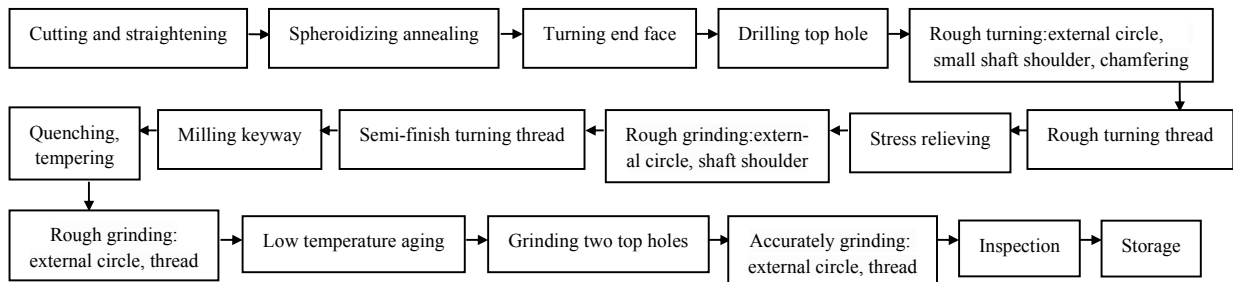 Cutting and straightening
Spheroidizing annealing
Turning end face
Drilling top hole
Rough turning:external circle,
small shaft shoulder, chamfering
Rough turning thread
Stress relieving
Rough grinding:extern-
al circle, shaft shoulder
Semi-finish turning thread
Milling keyway
Quenching,
tempering
Rough grinding:
external circle, thread
Low temperature aging
Grinding two top holes
Accurately grinding:
external circle, thread
Inspection
Storage